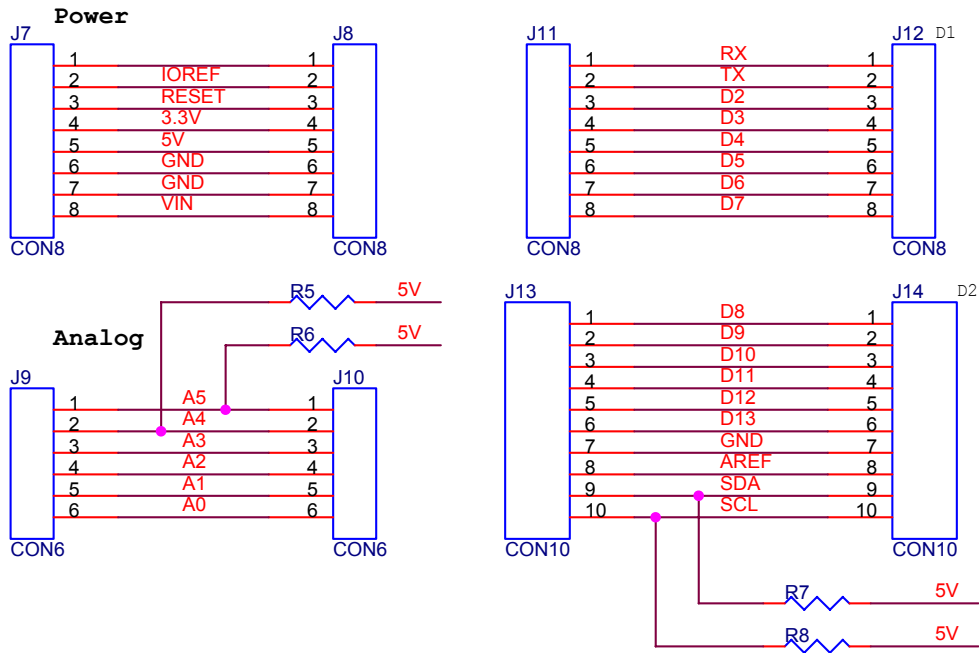 Power
J7 J8
1 1
IOREF
2 2
RESET
3 3
3.3V
4 4
5V
5 5
GND
6 6
GND
7 7
VIN
8 8
CON8 CON8
J11 J12 D1
RX
1 1
TX
2 2
D2
3 3
D3
4 4
D4
5 5
D5
6 6
D6
7 7
D7
8 8
CON8 CON8
R5 5V
R6 5V
Analog
J9 J10
A5
1 1
A4
2 2
A3
3 3
A2
4 4
A1
5 5
A0
6 6
CON6 CON6
J13 J14 D2
D8
1 1
D9
2 2
D10
3 3
D11
4 4
D12
5 5
D13
6 6
GND
7 7
AREF
8 8
SDA
9 9
SCL
10 10
CON10 CON10
R7 5V
R8 5V